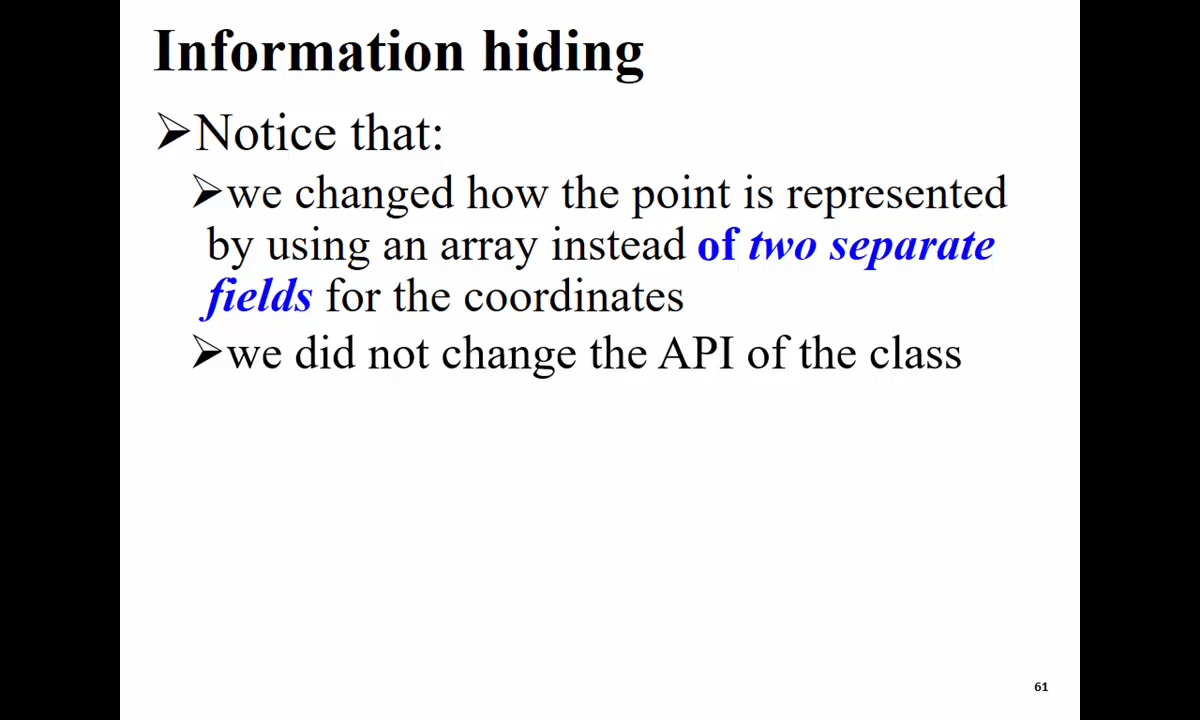 Information hiding
➢Notice that:
➢we changed how the point is represented
by using an array instead of two separate
fields for the coordinates
➢we did not change the API of the class
61